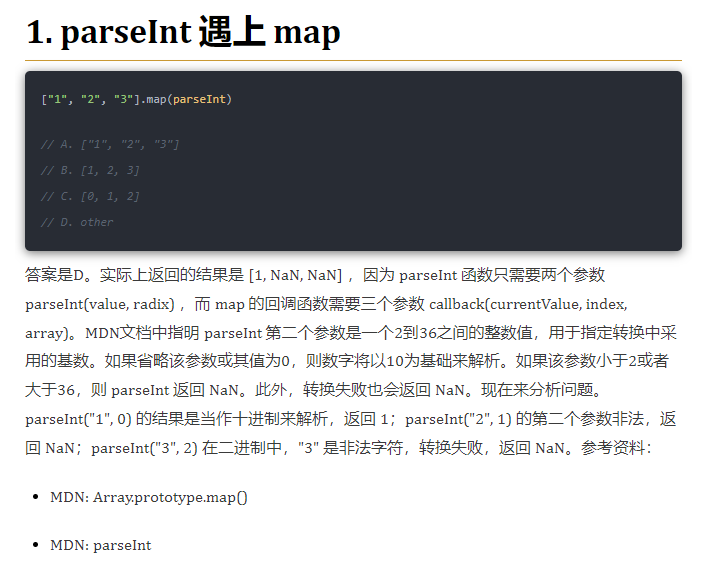 1. parseInt 遇上 map
["1", "2", "3"].map(parseInt)
// A. ["1", "2", "3"]
// B. [1, 2, 3]
// C. [0, 1, 2]
// D. other
答案是D。实际上返回的结果是 [1, NaN, NaN] ，因为 parseInt 函数只需要两个参数
parseInt(value, radix) ，而 map 的回调函数需要三个参数 callback(currentValue, index,
array)。MDN文档中指明 parseInt 第二个参数是一个2到36之间的整数值，用于指定转换中采
用的基数。如果省略该参数或其值为0，则数字将以10为基础来解析。如果该参数小于2或者
大于36，则 parseInt 返回 NaN。此外，转换失败也会返回 NaN。现在来分析问题。
parseInt("1", 0) 的结果是当作十进制来解析，返回 1；parseInt("2", 1) 的第二个参数非法，返
回 NaN；parseInt("3", 2) 在二进制中，"3" 是非法字符，转换失败，返回 NaN。参考资料：
• MDN: Array.prototype.map()
• MDN: parseInt